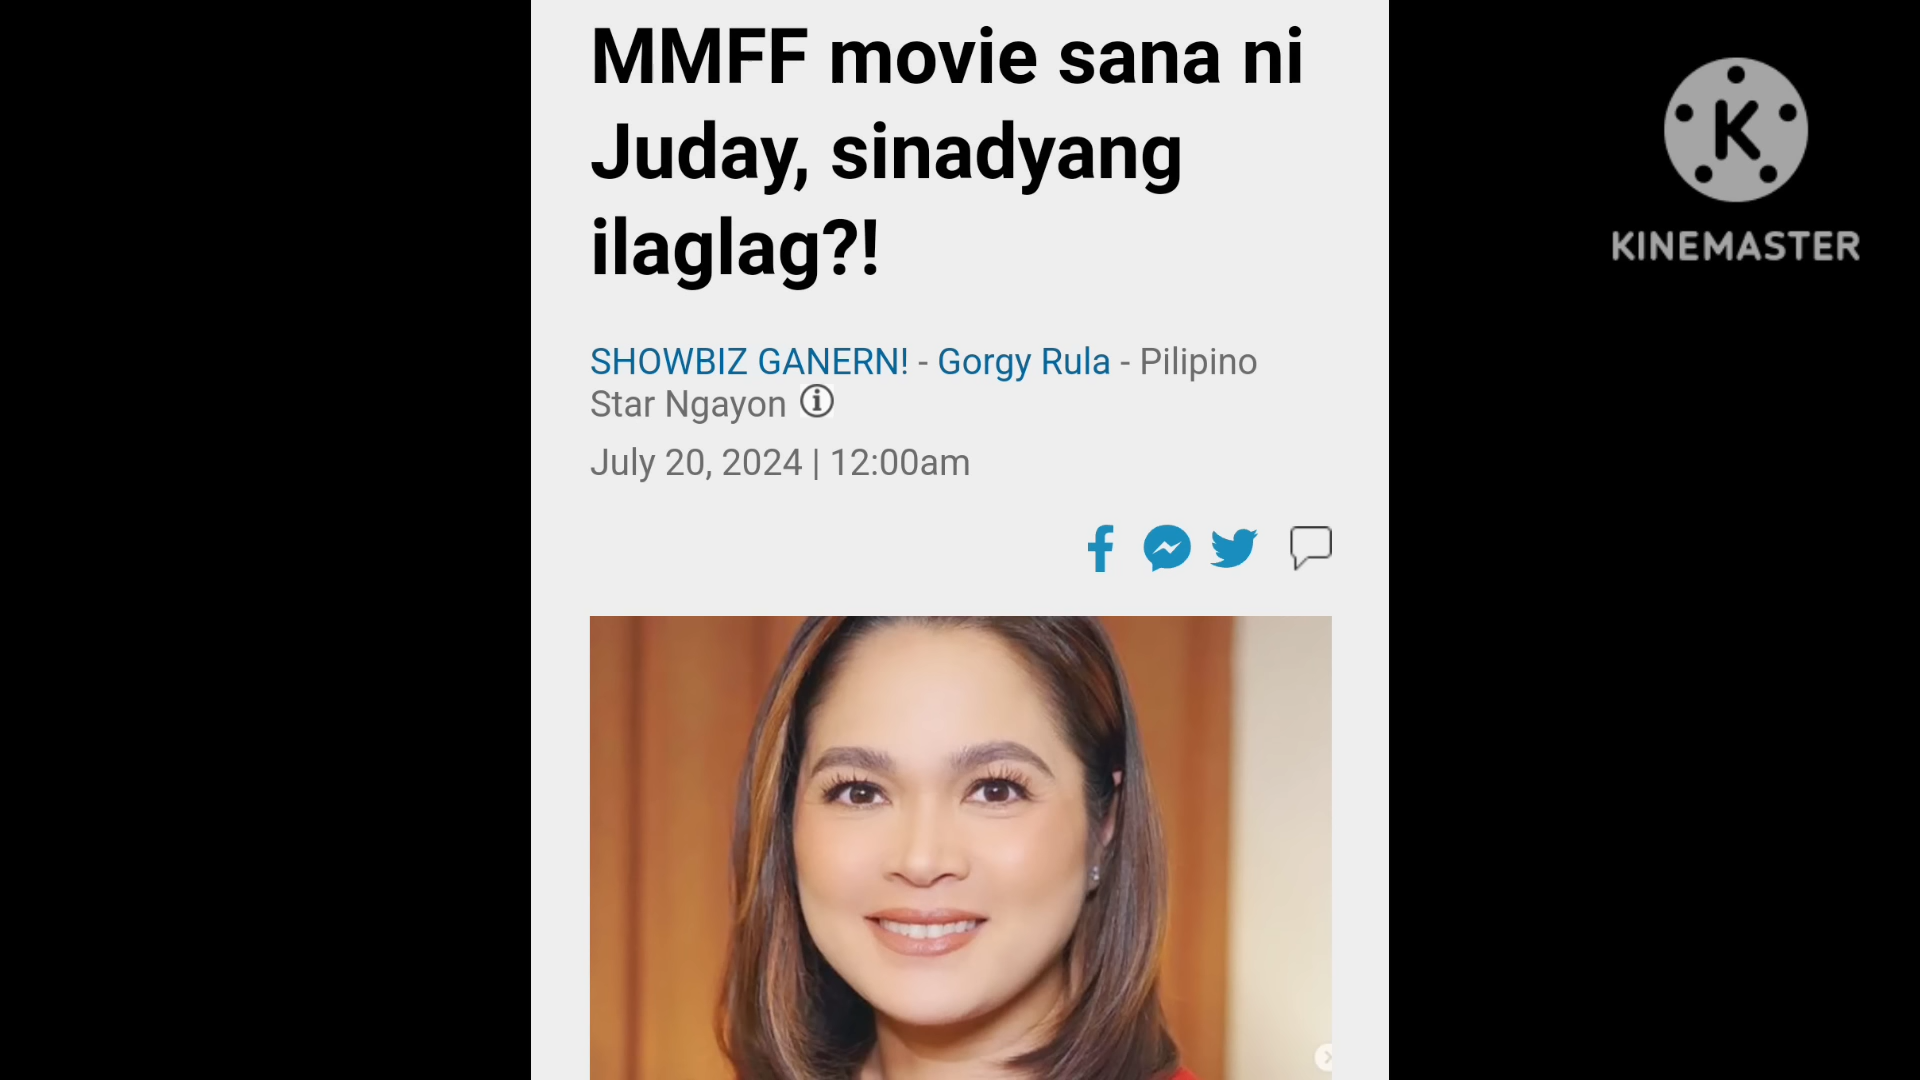 MMFF movie sana ni
Juday, sinadyang
ilaglag?!
SHOWBIZ GANERN! - Gorgy Rula - Pilipino
Star Ngayon
July 20, 2024 | 12:00am
K
KINEMASTER